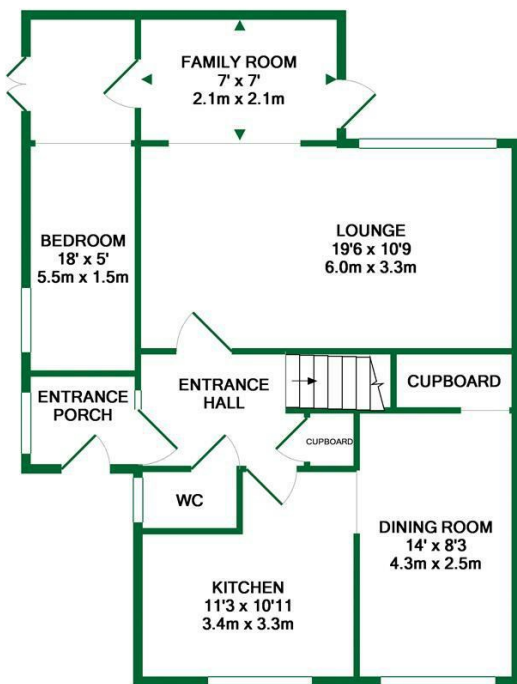 FAMILY ROOM
7' x 7'
2.1m x 2.1m
LOUNGE
19'6 x 10'9
6.0m x 3.3m
BEDROOM
18' x 5'
5.5m x 1.5m
ENTRANCE
PORCH
ENTRANCE
HALL
CUPBOARD
CUPBOARD
WC
DINING ROOM
14' x 8'3
4.3m x 2.5m
KITCHEN
11'3 x 10'11
3.4m x 3.3m